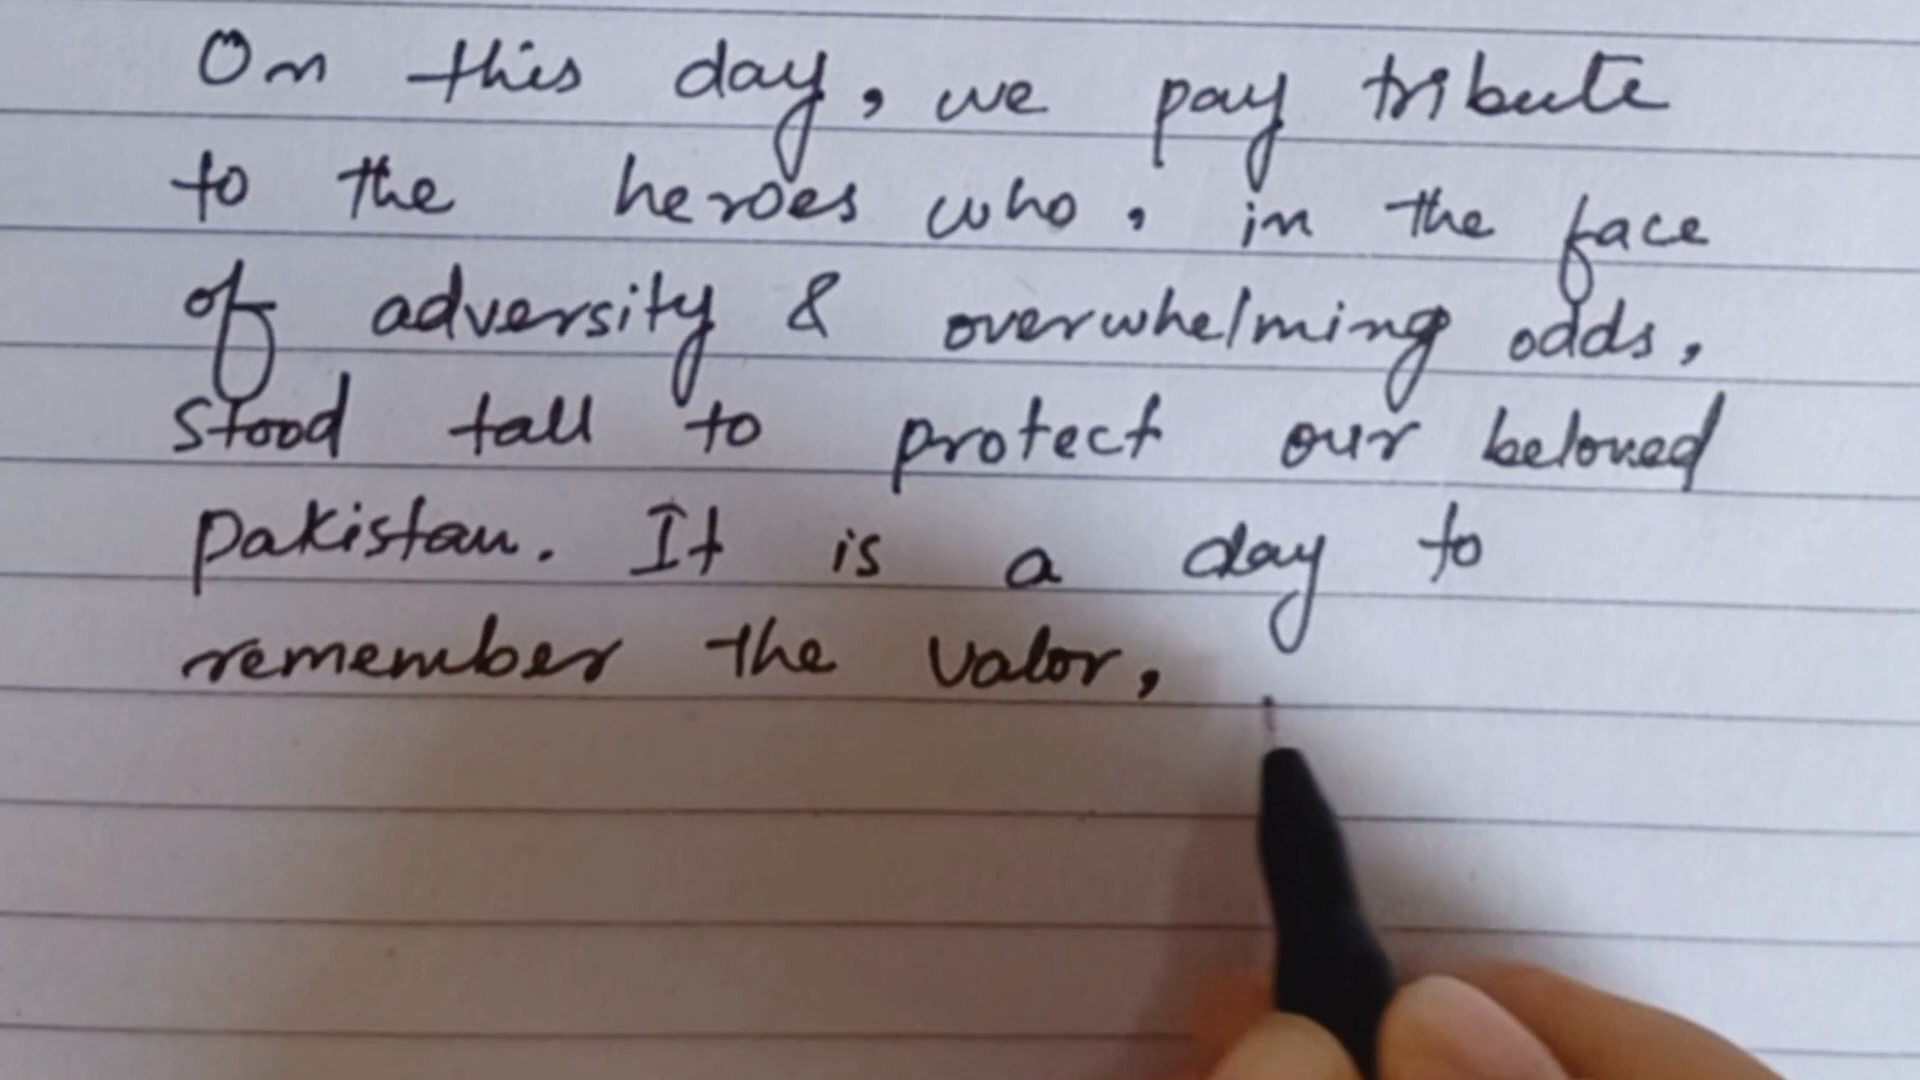 On this day, we pay tribute
to the heroes who, in the face
of adversity & overwhelming odds,
stood tall to protect our beloved
Pakistan. It is a day to
remember the valor,